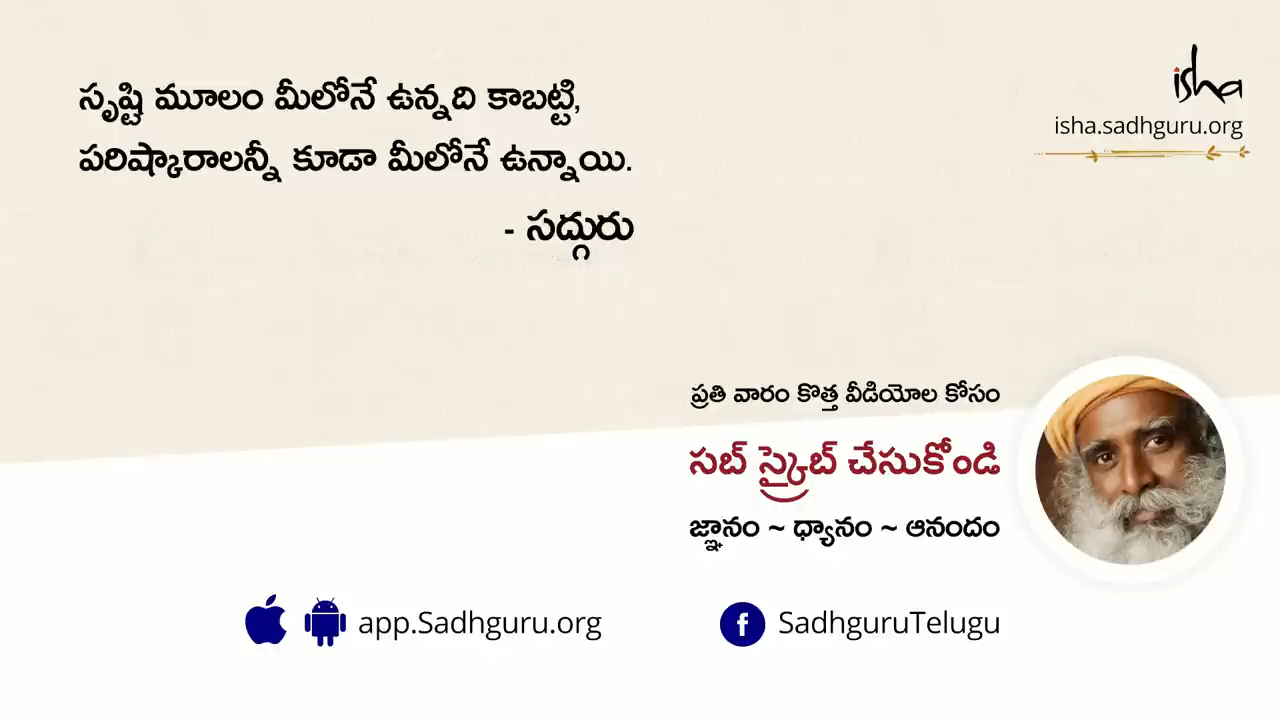 సృష్టి మూలం మీలోనే ఉన్నది కాబట్టి,
పరిష్కారాలన్నీ కూడా మీలోనే ఉన్నాయి.
- సద్గురు
isha
isha.sadhguru.org
ప్రతి వారం కొత్త వీడియోల కోసం
సబ్ స్క్రైబ్ చేసుకోండి
జ్ఞానం ~ ధ్యానం ~ ఆనందం
app.Sadhguru.org
SadhguruTelugu